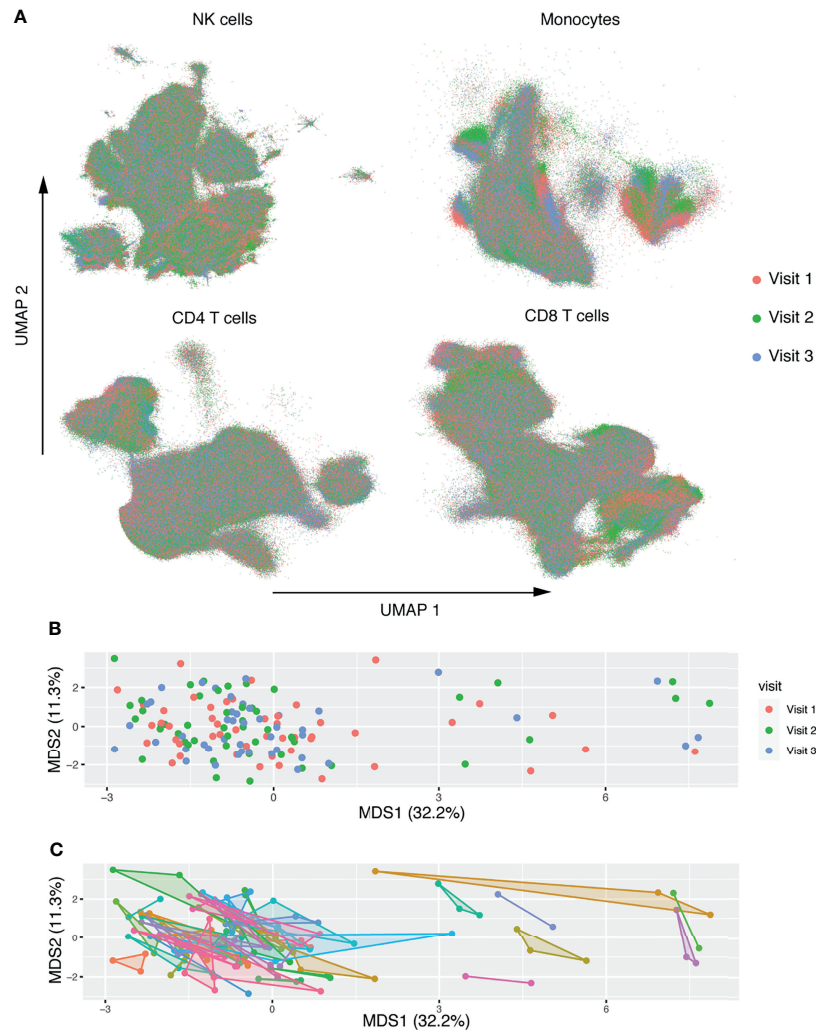 A
NK cells
Monocytes
UMAP 2
Visit 1
Visit 2
Visit 3
CD4 T cells
CD8 T cells
UMAP 1
B
MDS2 (11.3%)
2
0
−2
−3
0
3
6
MDS1 (32.2%)
visit
Visit 1
Visit 2
Visit 3
C
MDS2 (11.3%)
2
0
−2
−3
0
3
6
MDS1 (32.2%)